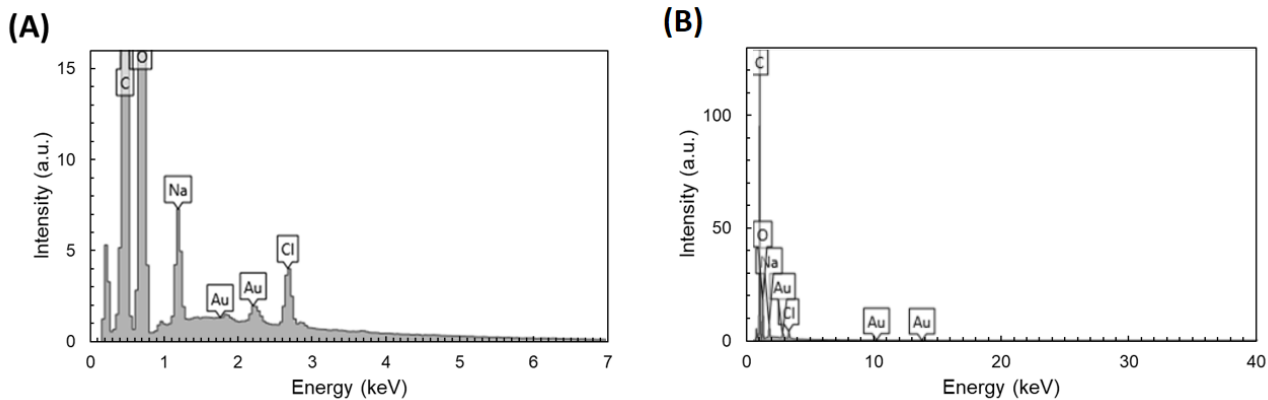 (A)
Intensity (a.u.)
15
10
5
0
C
O
Na
Au
Au
Cl
0 1 2 3 4 5 6 7
Energy (keV)
(B)
Intensity (a.u.)
100
50
0
C
O
Na
Au
Cl
Au
Au
0 10 20 30 40
Energy (keV)